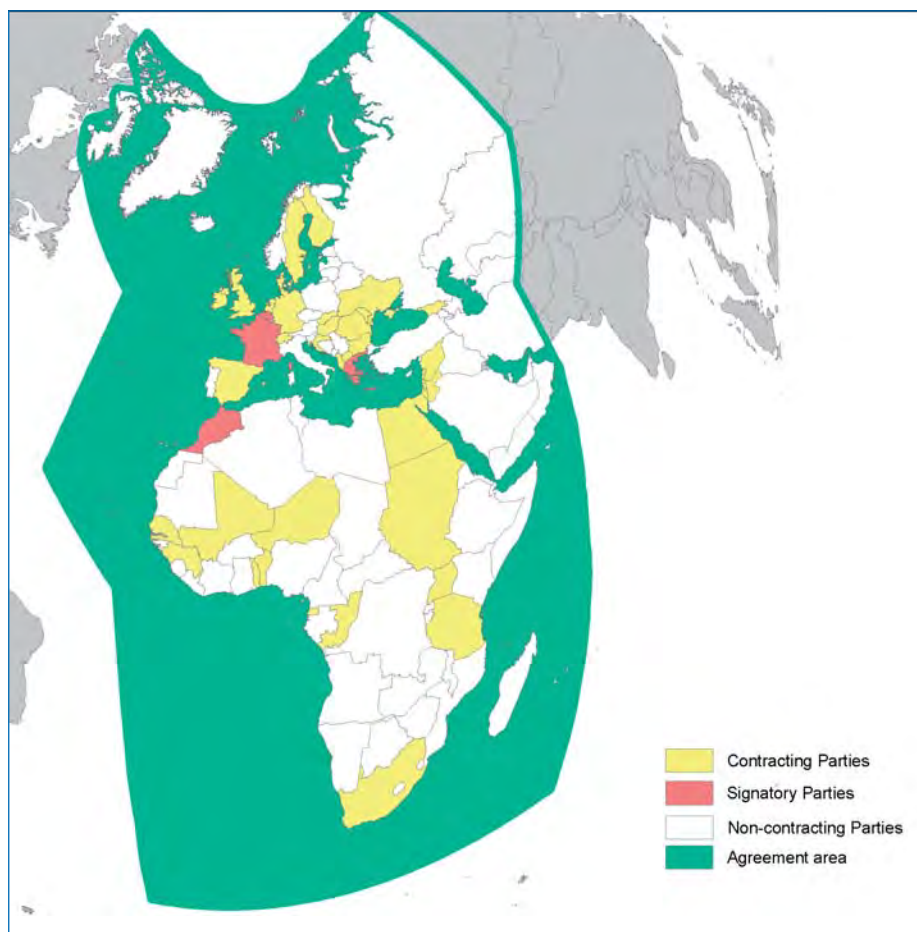 Contracting Parties
Signatory Parties
Non-contracting Parties
Agreement area